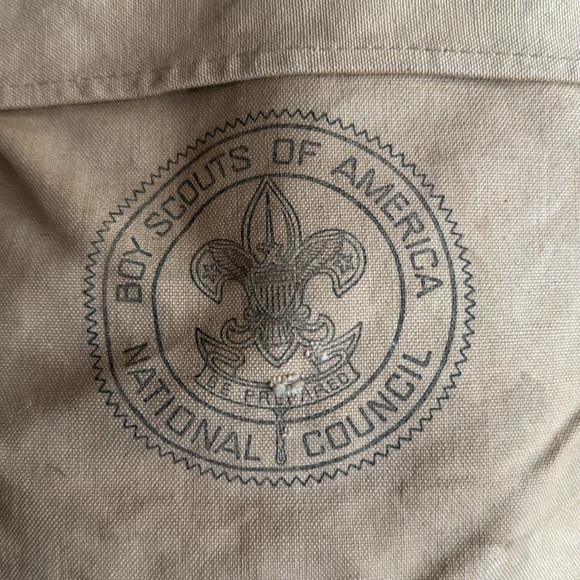 BOY SCOUTS OF AMERICA
BE PREPARED
NATIONAL COUNCIL